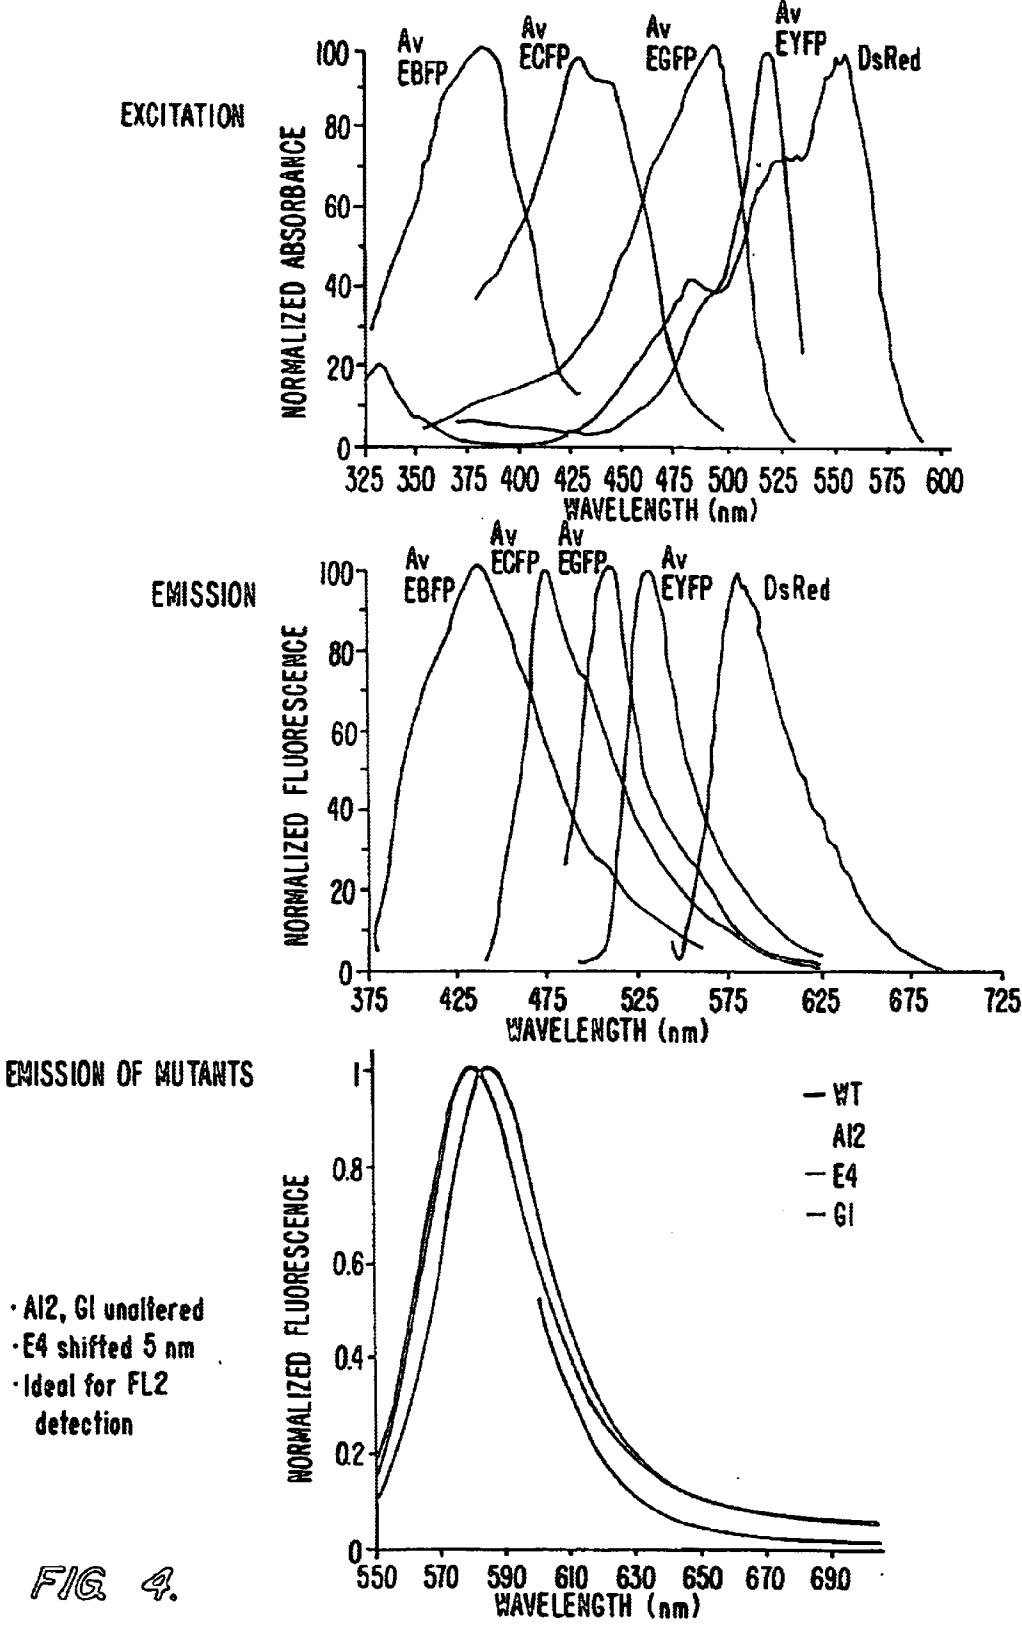 EXCITATION
NORMALIZED ABSORBANCE
Av
EBFP
Av
ECFP
Av
EGFP
Av
EYFP
DsRed
100
80
60
40
20
0
325 350 375 400 425 450 475 500 525 550 575 600
WAVELENGTH (nm)
EMISSION
NORMALIZED FLUORESCENCE
Av
EBFP
Av
ECFP
Av
EGFP
Av
EYFP
DsRed
100
80
60
40
20
0
375 425 475 525 575 625 675 725
WAVELENGTH (nm)
EMISSION OF MUTANTS
NORMALIZED FLUORESCENCE
1
0.8
0.6
0.4
0.2
0
550 570 590 610 630 650 670 690
WAVELENGTH (nm)
WT
A12
E4
G1
· A12, G1 unaltered
· E4 shifted 5 nm
· Ideal for FL2
detection
FIG. 4.